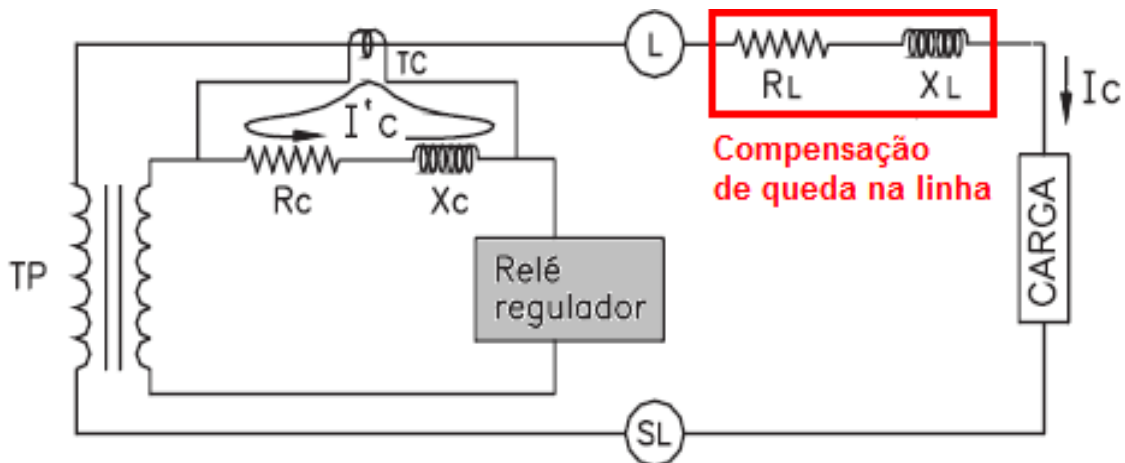 L
TC
RL
XL
Ic
I'c
Compensação
de queda na linha
Rc
Xc
CARGA
TP
Relé
regulador
SL